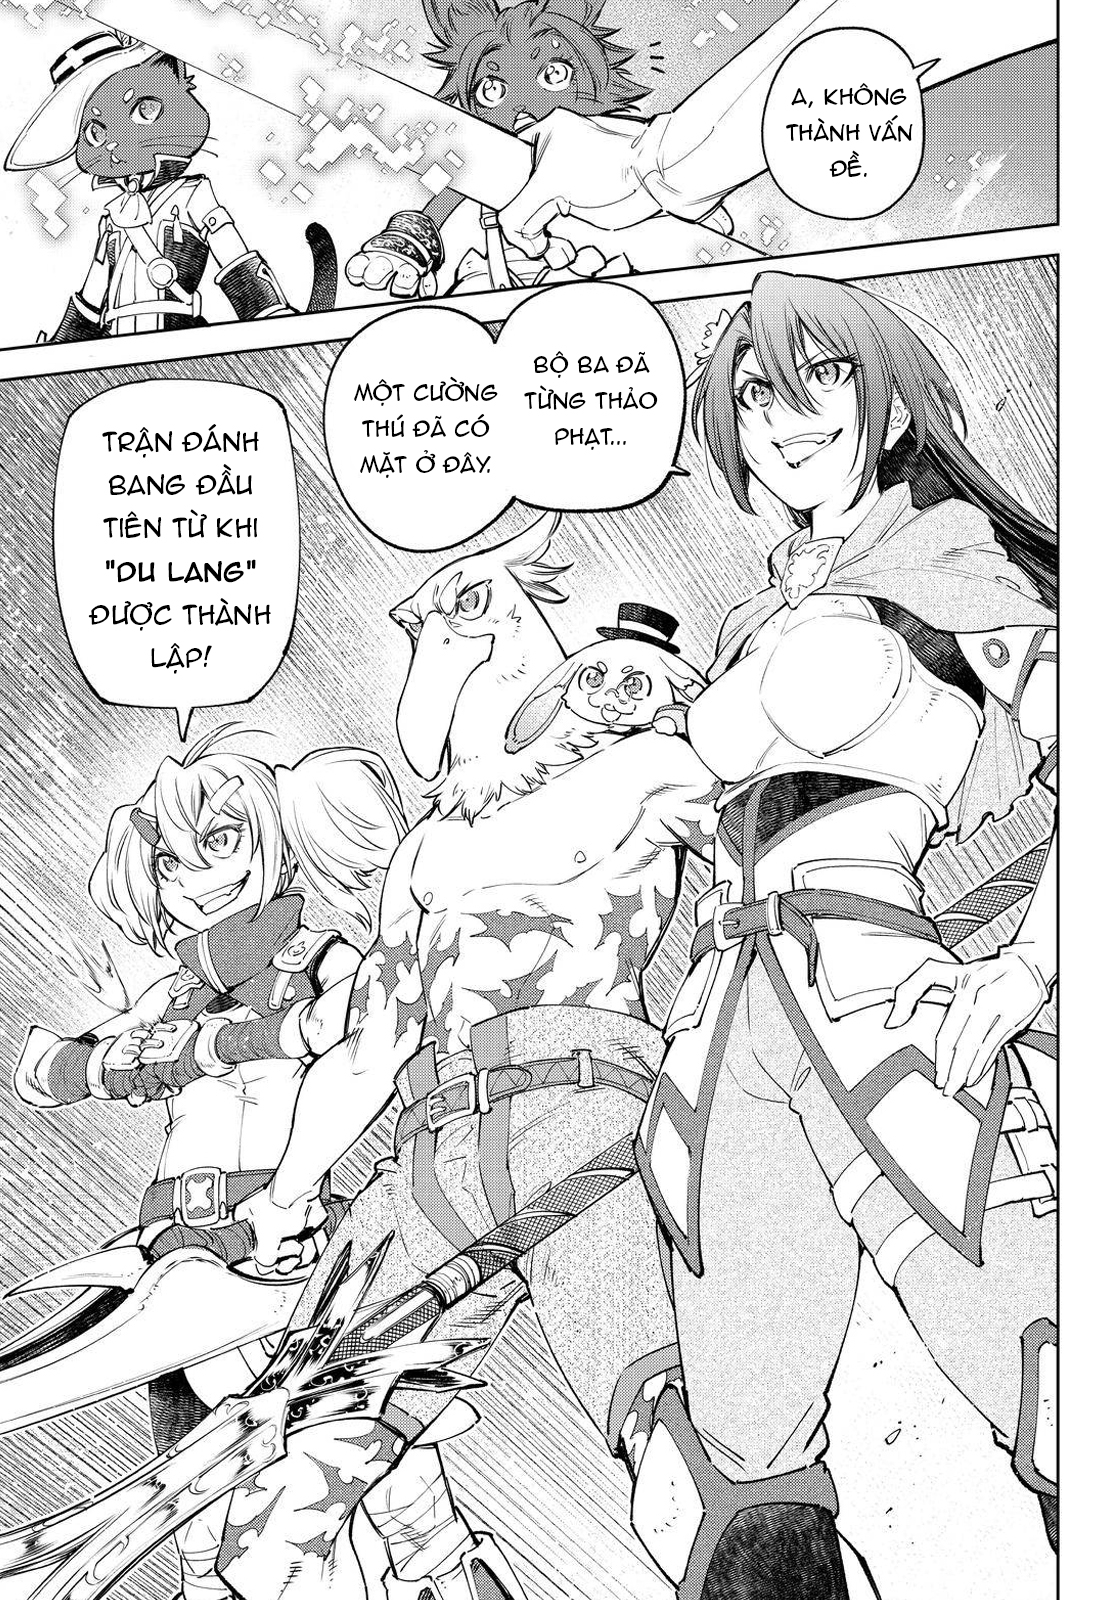 A, KHÔNG
THÀNH VẤN
ĐỀ.
BỘ BA ĐÃ
TỪNG THẢO
PHẠT...
MỘT CƯỜNG
THÚ ĐÃ CÓ
MẶT Ở ĐÂY.
TRẬN ĐÁNH
BANG ĐẦU
TIÊN TỪ KHI
"DU LANG"
ĐƯỢC THÀNH
LẬP!